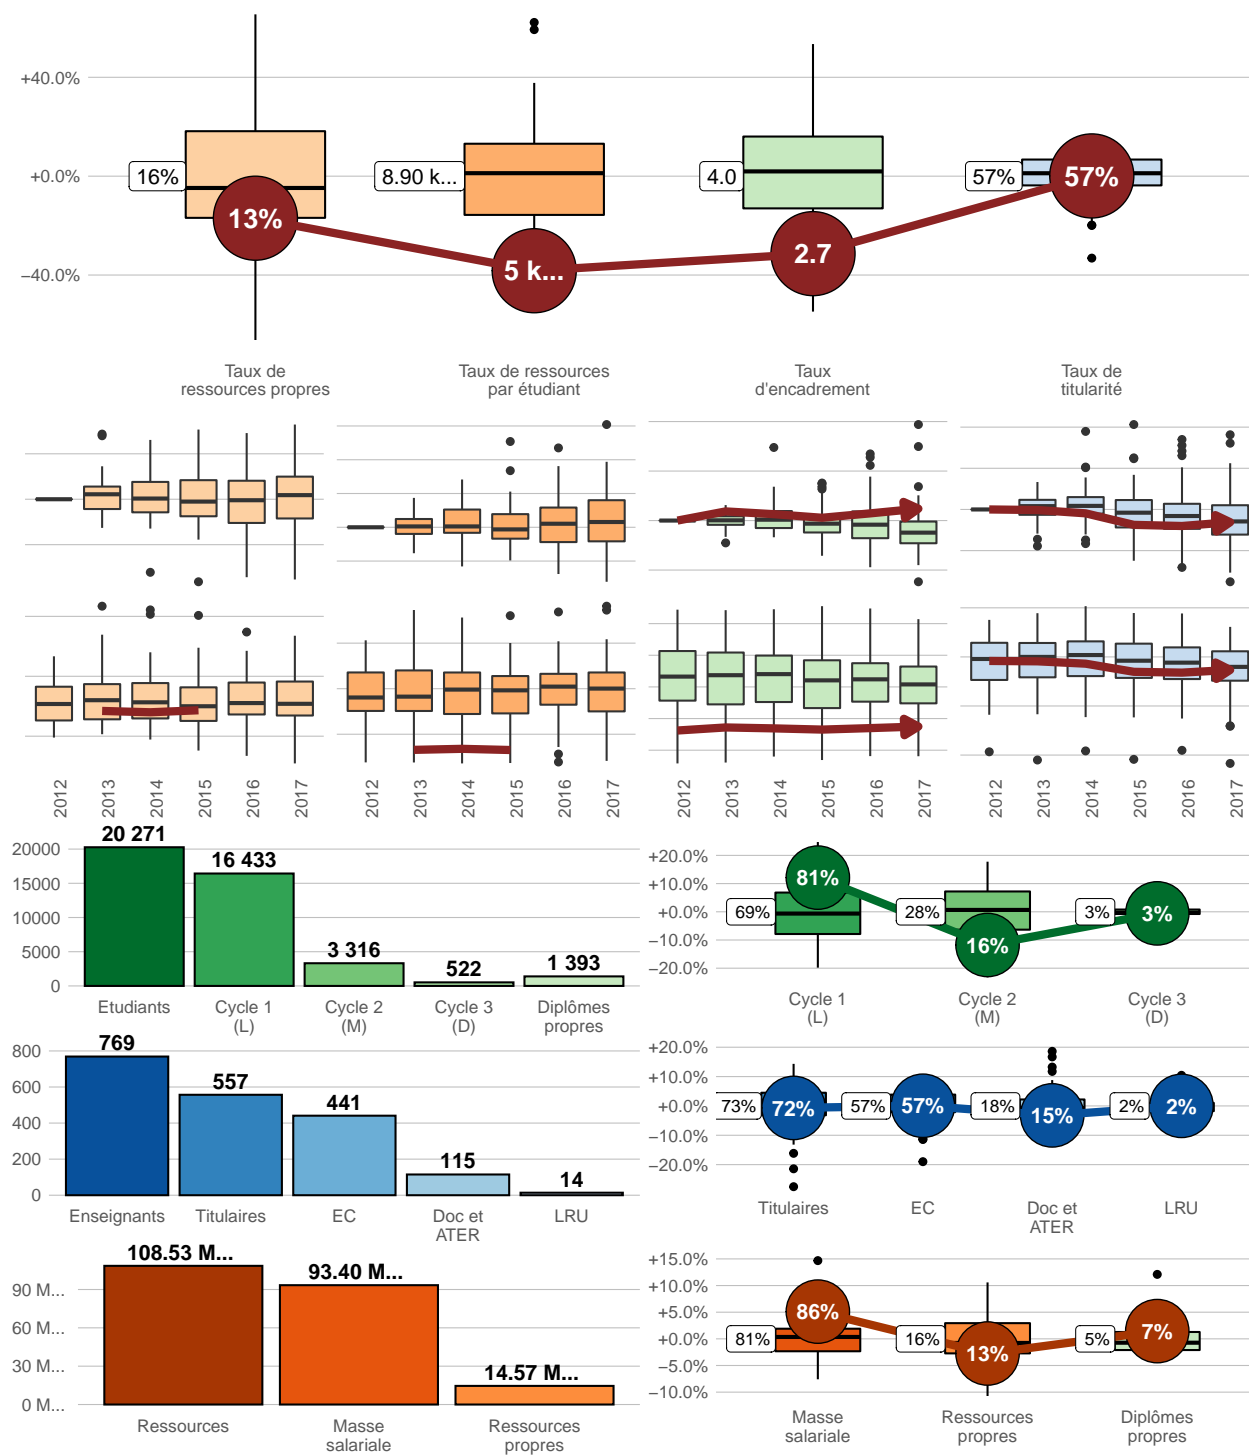 +40.0%
+0.0%
−40.0%
16%
8.90 k...
4.0
57%
13%
5 k...
2.7
57%
Taux de
ressources propres
Taux de ressources
par étudiant
Taux
d'encadrement
Taux de
titularité
2012
2013
2014
2015
2016
2017
2012
2013
2014
2015
2016
2017
2012
2013
2014
2015
2016
2017
2012
2013
2014
2015
2016
2017
20000
15000
10000
5000
0
20 271
16 433
3 316
522
1 393
Etudiants
Cycle 1
(L)
Cycle 2
(M)
Cycle 3
(D)
Diplômes
propres
+20.0%
+10.0%
+0.0%
−10.0%
−20.0%
69%
81%
28%
16%
3%
3%
Cycle 1
(L)
Cycle 2
(M)
Cycle 3
(D)
800
600
400
200
0
769
557
441
115
14
Enseignants
Titulaires
EC
Doc et
ATER
LRU
+20.0%
+10.0%
+0.0%
−10.0%
−20.0%
73%
72%
57%
57%
18%
15%
2%
2%
Titulaires
EC
Doc et
ATER
LRU
90 M...
60 M...
30 M...
0 M...
108.53 M...
93.40 M...
14.57 M...
Ressources
Masse
salariale
Ressources
propres
+15.0%
+10.0%
+5.0%
+0.0%
−5.0%
−10.0%
81%
86%
16%
13%
5%
7%
Masse
salariale
Ressources
propres
Diplômes
propres